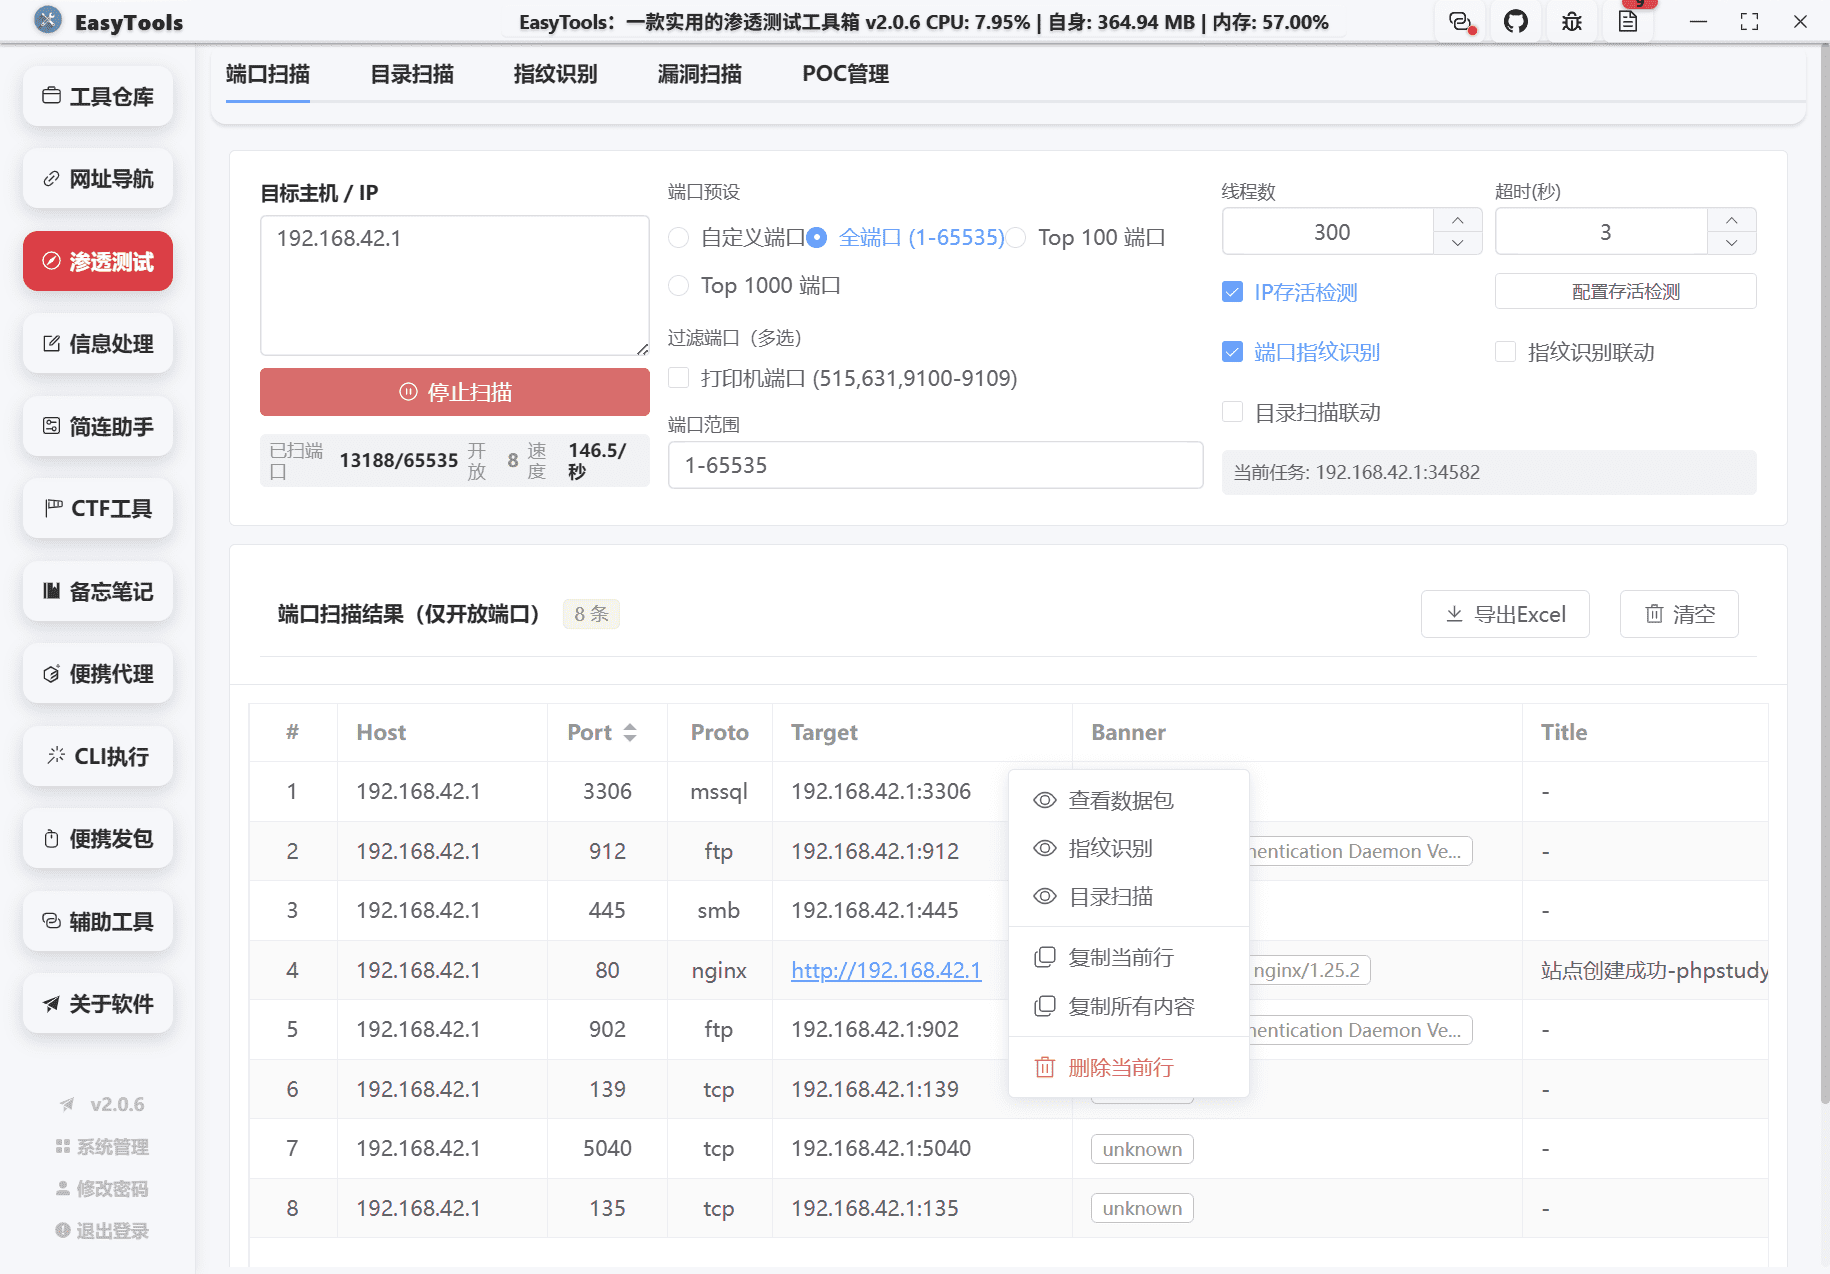 EasyTools
EasyTools：一款实用的渗透测试工具箱 v2.0.6 CPU: 7.95% | 自身: 364.94 MB | 内存: 57.00%
9
工具仓库
网址导航
渗透测试
信息处理
简连助手
CTF工具
备忘笔记
便携代理
CLI执行
便携发包
辅助工具
关于软件
v2.0.6
系统管理
修改密码
退出登录
端口扫描 目录扫描 指纹识别 漏洞扫描 POC管理
目标主机 / IP
192.168.42.1
停止扫描
已扫端口 13188/65535 开放 8 速度 146.5/秒
端口预设
自定义端口 全端口 (1-65535) Top 100 端口
Top 1000 端口
过滤端口（多选）
打印机端口 (515,631,9100-9109)
端口范围
1-65535
线程数 超时(秒)
300 3
IP存活检测 配置存活检测
端口指纹识别 指纹识别联动
目录扫描联动
当前任务: 192.168.42.1:34582
端口扫描结果（仅开放端口） 8 条 导出Excel 清空
# Host Port Proto Target Banner Title
1 192.168.42.1 3306 mssql 192.168.42.1:3306 -
2 192.168.42.1 912 ftp 192.168.42.1:912 hentication Daemon Ve... -
3 192.168.42.1 445 smb 192.168.42.1:445 -
4 192.168.42.1 80 nginx http://192.168.42.1 nginx/1.25.2 站点创建成功-phpstudy
5 192.168.42.1 902 ftp 192.168.42.1:902 hentication Daemon Ve... -
6 192.168.42.1 139 tcp 192.168.42.1:139 -
7 192.168.42.1 5040 tcp 192.168.42.1:5040 unknown -
8 192.168.42.1 135 tcp 192.168.42.1:135 unknown -
查看数据包
指纹识别
目录扫描
复制当前行
复制所有内容
删除当前行